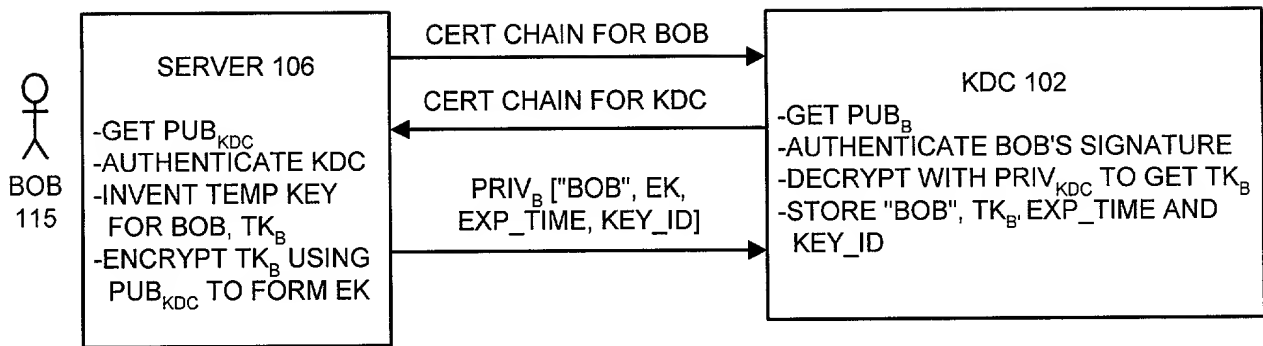 BOB
115
SERVER 106
-GET PUB_KDC
-AUTHENTICATE KDC
-INVENT TEMP KEY
FOR BOB, TK_B
-ENCRYPT TK_B USING
PUB_KDC TO FORM EK
CERT CHAIN FOR BOB
CERT CHAIN FOR KDC
PRIV_B ["BOB", EK,
EXP_TIME, KEY_ID]
KDC 102
-GET PUB_B
-AUTHENTICATE BOB'S SIGNATURE
-DECRYPT WITH PRIV_KDC TO GET TK_B
-STORE "BOB", TK_B, EXP_TIME AND
KEY_ID